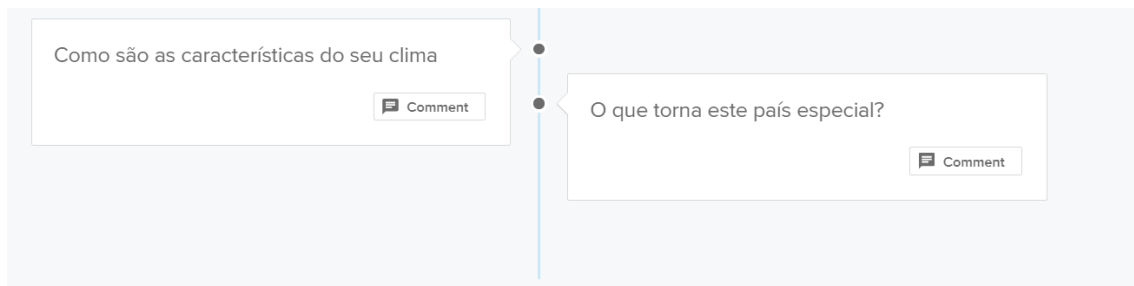 Como são as características do seu clima
Comment
O que torna este país especial?
Comment